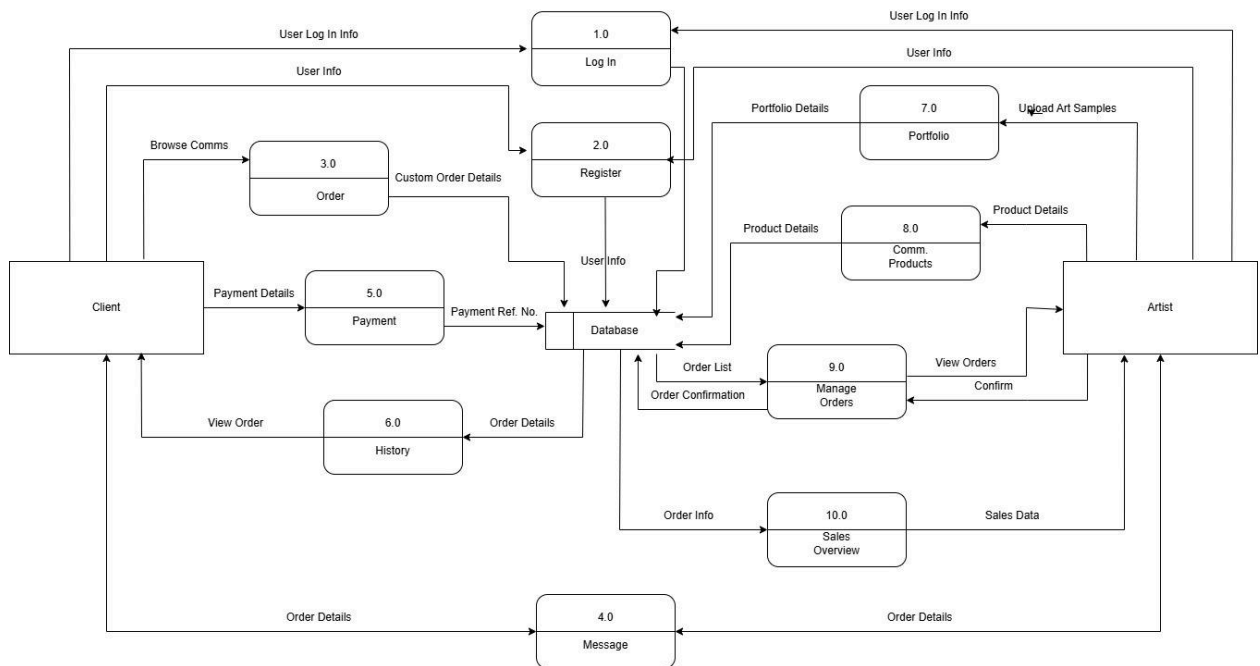 User Log In Info
1.0
Log In
User Log In Info
User Info
User Info
Portfolio Details
7.0
Portfolio
Upload Art Samples
2.0
Register
Browse Comms
3.0
Order
Custom Order Details
Product Details
8.0
Comm.
Products
Product Details
User Info
Client
Payment Details
5.0
Payment
Payment Ref. No.
Database
Artist
Order List
9.0
Manage
Orders
View Orders
Order Confirmation
Confirm
View Order
6.0
History
Order Details
Order Info
10.0
Sales
Overview
Sales Data
Order Details
4.0
Message
Order Details